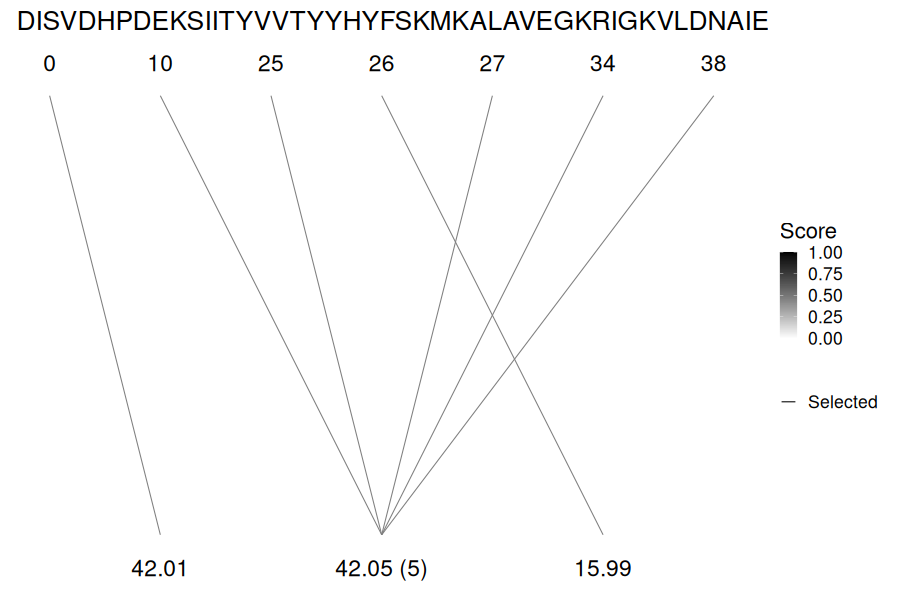 DISVDHPDEKSIITYVVTYYHYFSKMKALAVEGKRIGKVLDNAIE
0 10 25 26 27 34 38
Score
1.00
0.75
0.50
0.25
0.00
Selected
42.01 42.05 (5) 15.99